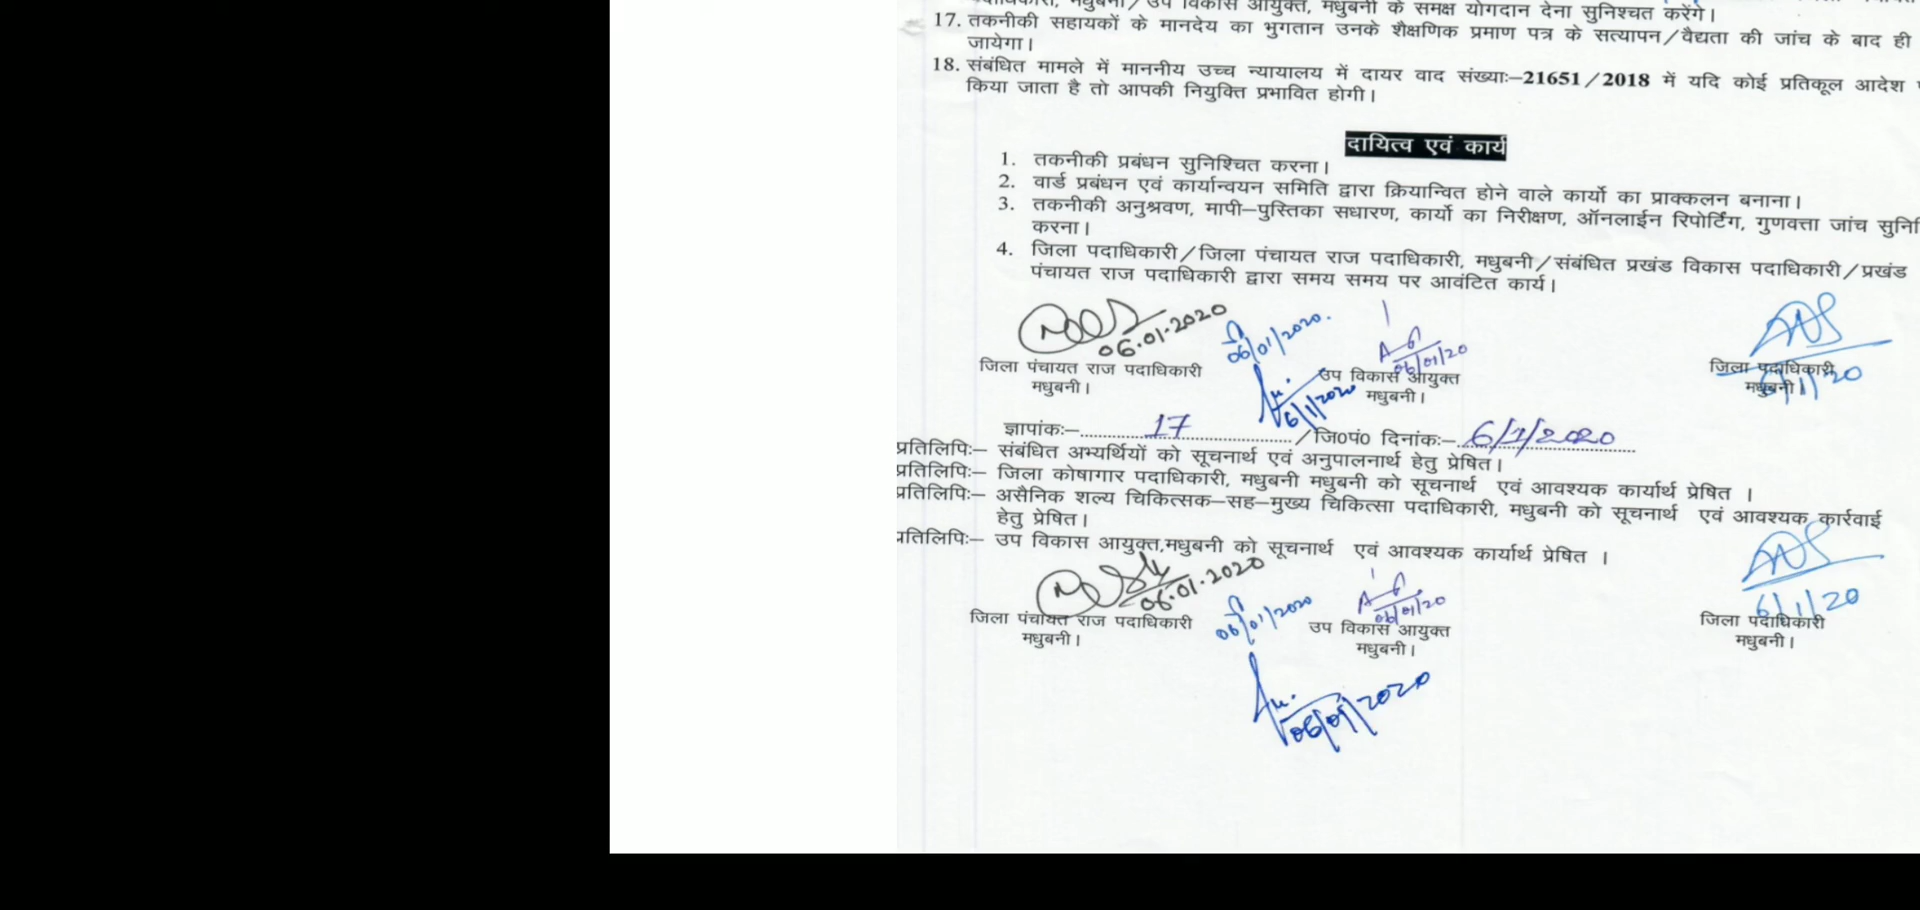 मधुबनी/उप विकास आयुक्त, मधुबनी के समक्ष योगदान देना सुनिश्चत करेंगे।
17. तकनीकी सहायकों के मानदेय का भुगतान उनके शैक्षणिक प्रमाण पत्र के सत्यापन/वैद्यता की जांच के बाद ही
जायेगा।
18. संबंधित मामले में माननीय उच्च न्यायालय में दायर वाद संख्याः–21651/2018 में यदि कोई प्रतिकूल आदेश
किया जाता है तो आपकी नियुक्ति प्रभावित होगी।
दायित्व एवं कार्य
1. तकनीकी प्रबंधन सुनिश्चित करना।
2. वार्ड प्रबंधन एवं कार्यान्वयन समिति द्वारा क्रियान्वित होने वाले कार्यो का प्राक्कलन बनाना।
3. तकनीकी अनुश्रवण, मापी–पुस्तिका सधारण, कार्यो का निरीक्षण, ऑनलाईन रिपोर्टिंग, गुणवत्ता जांच
करना।
4. जिला पदाधिकारी/जिला पंचायत राज पदाधिकारी, मधुबनी/संबंधित प्रखंड विकास पदाधिकारी/प्रखंड
पंचायत राज पदाधिकारी द्वारा समय समय पर आवंटित कार्य।
06.01.2020 06/01/2020. 06/01/20
जिला पंचायत राज पदाधिकारी उप विकास आयुक्त जिला पदाधिकारी
मधुबनी। 6/1/2020 मधुबनी। मधुबनी। 6/1/20
ज्ञापांकः–17/जि0पं0 दिनांकः–6/1/2020
प्रतिलिपिः– संबंधित अभ्यर्थियों को सूचनार्थ एवं अनुपालनार्थ हेतु प्रेषित।
प्रतिलिपिः– जिला कोषागार पदाधिकारी, मधुबनी मधुबनी को सूचनार्थ एवं आवश्यक कार्यार्थ प्रेषित ।
प्रतिलिपिः– असैनिक शल्य चिकित्सक–सह–मुख्य चिकित्सा पदाधिकारी, मधुबनी को सूचनार्थ एवं आवश्यक कार्रवाई
हेतु प्रेषित।
प्रतिलिपिः– उप विकास आयुक्त,मधुबनी को सूचनार्थ एवं आवश्यक कार्यार्थ प्रेषित ।
06.01.2020 06/01/2020 06/01/20 6/1/20
जिला पंचायत राज पदाधिकारी उप विकास आयुक्त जिला पदाधिकारी
मधुबनी। मधुबनी। मधुबनी।
06/01/2020